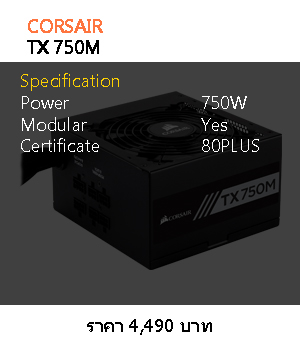 CORSAIR
TX 750M
Specification
Power 750W
Modular Yes
Certificate 80PLUS
CORSAIR
TX750M
ราคา 4,490 บาท